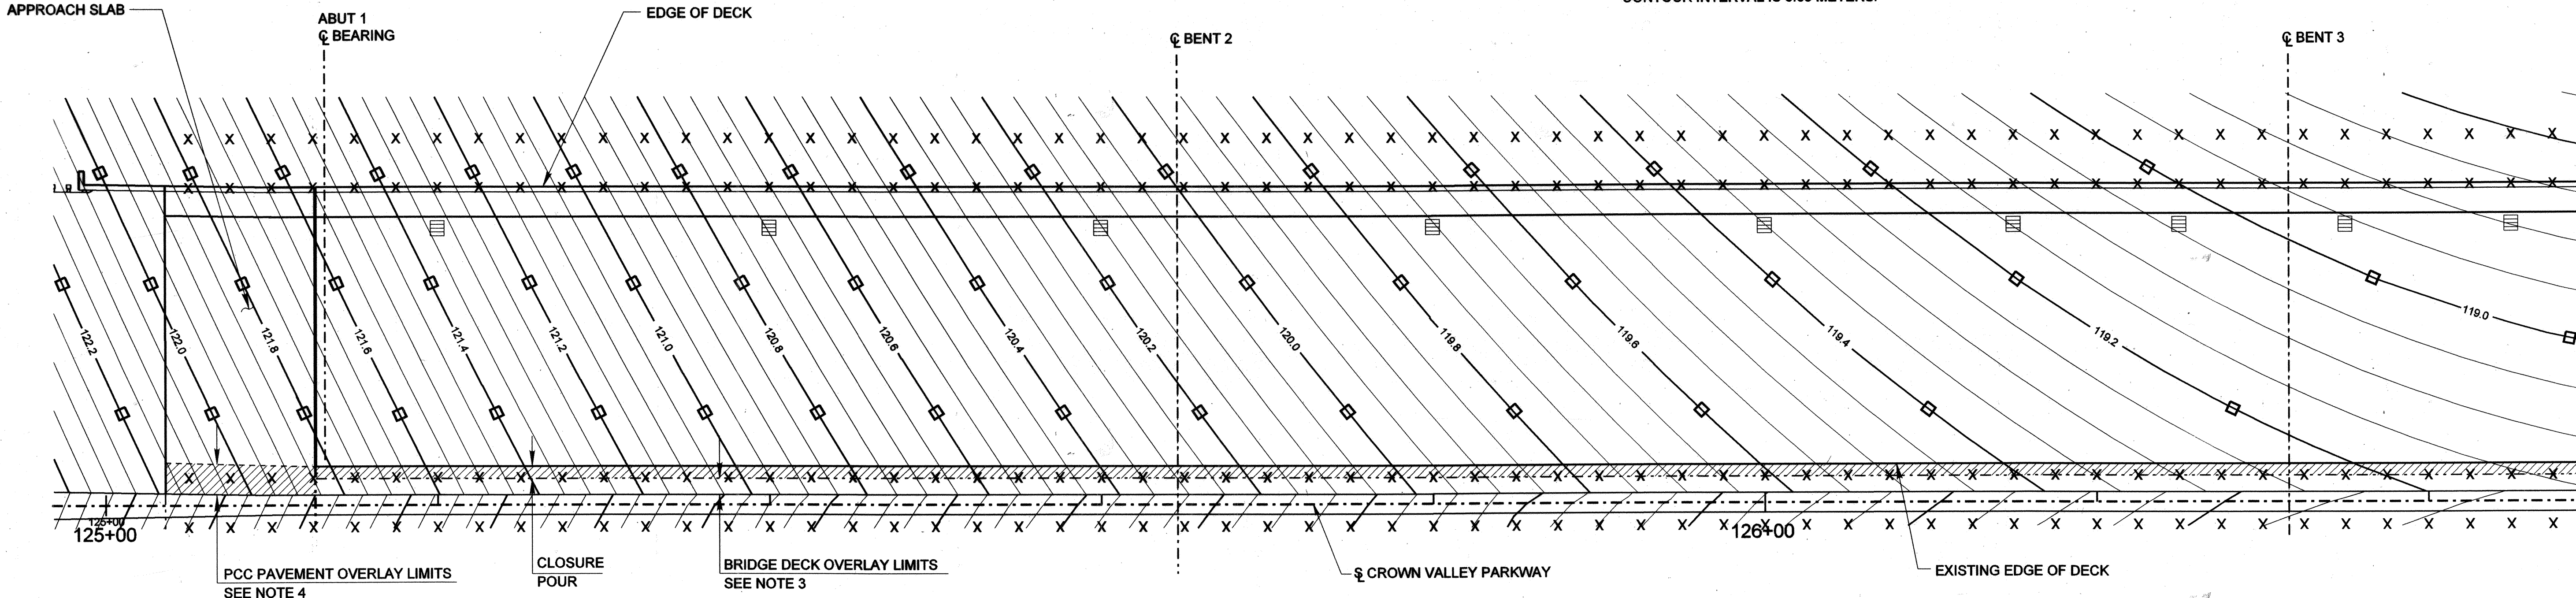 APPROACH SLAB
ABUT 1
℄ BEARING
EDGE OF DECK
℄ BENT 2
℄ BENT 3
122.2
122.0
121.8
121.6
121.4
121.2
121.0
120.8
120.6
120.4
120.2
120.0
119.8
119.6
119.4
119.2
119.0
125+00
125+00
126+00
PCC PAVEMENT OVERLAY LIMITS
SEE NOTE 4
CLOSURE
POUR
BRIDGE DECK OVERLAY LIMITS
SEE NOTE 3
℄ CROWN VALLEY PARKWAY
EXISTING EDGE OF DECK